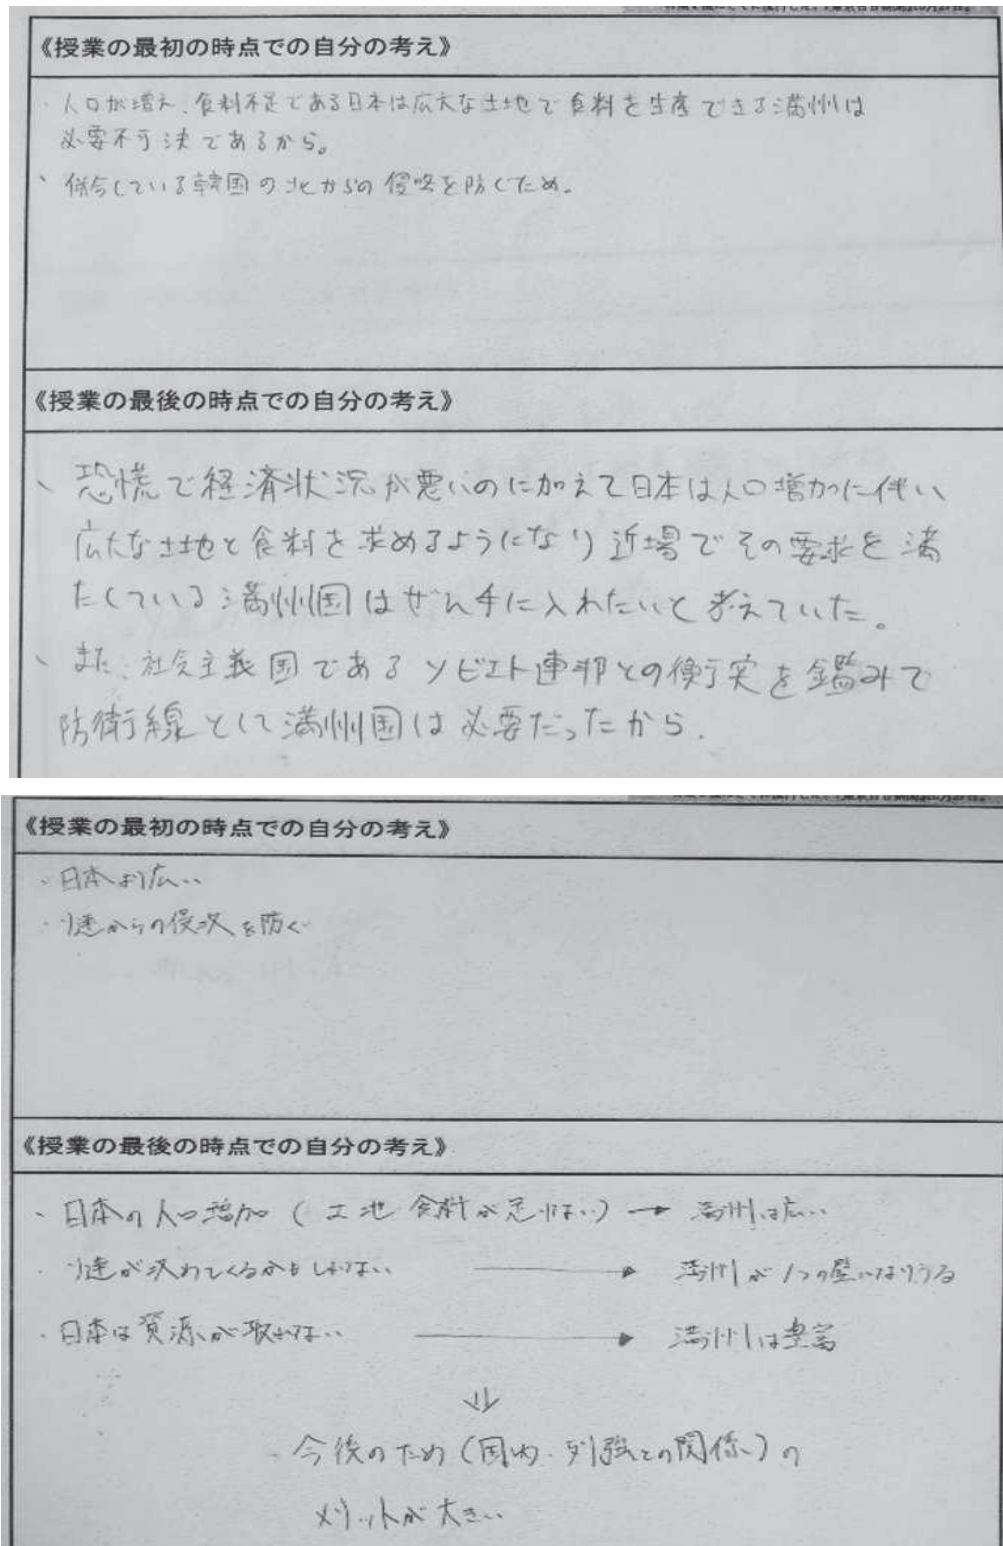 《授業の最初の時点での自分の考え》
・人口が増え、食料不足である日本は広大な土地で食料を生産できる満州は
必要不可決であるから。
・併合している韓国の北からの侵略を防ぐため。
《授業の最後の時点での自分の考え》
・恐慌で経済状況が悪いのに加えて日本は人口増加に伴い、
広大な土地と食料を求めるようになり近場でその要求を満
たしている満州国はぜひ手に入れたいと考えていた。
・また、社会主義国であるソビエト連邦との衝突を鑑みて
防衛線として満州国は必要だったから.
《授業の最初の時点での自分の考え》
・日本より広い
・ソ連からの侵攻を防ぐ
《授業の最後の時点での自分の考え》
・日本の人口増加 (土地・食料が足りない) → 満州は広い
・ソ連が攻めてくるかもしれない → 満州が1つの壁になりうる
・日本は資源が取れない → 満州は豊富
⇓
今後のため(国内・列強との関係)の
メリットが大きい